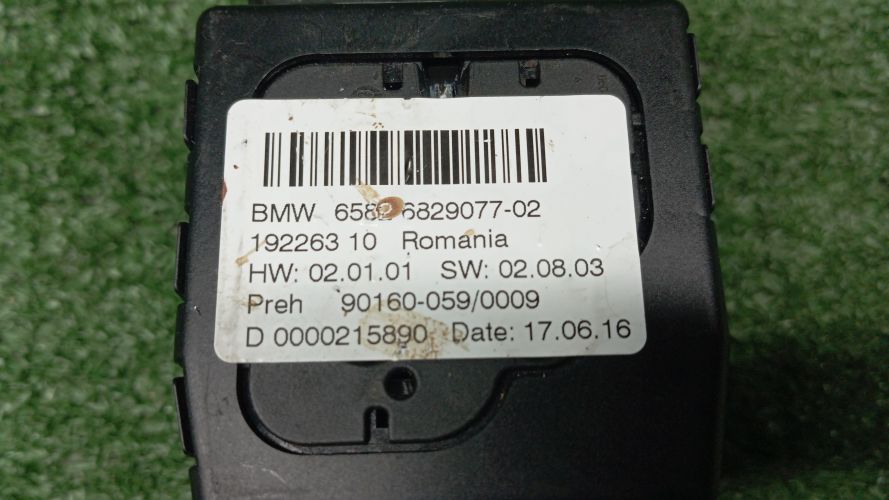 BMW 6582 6829077-02
192263 10 Romania
HW: 02.01.01 SW: 02.08.03
Preh 90160-059/0009
D 0000215890 Date: 17.06.16